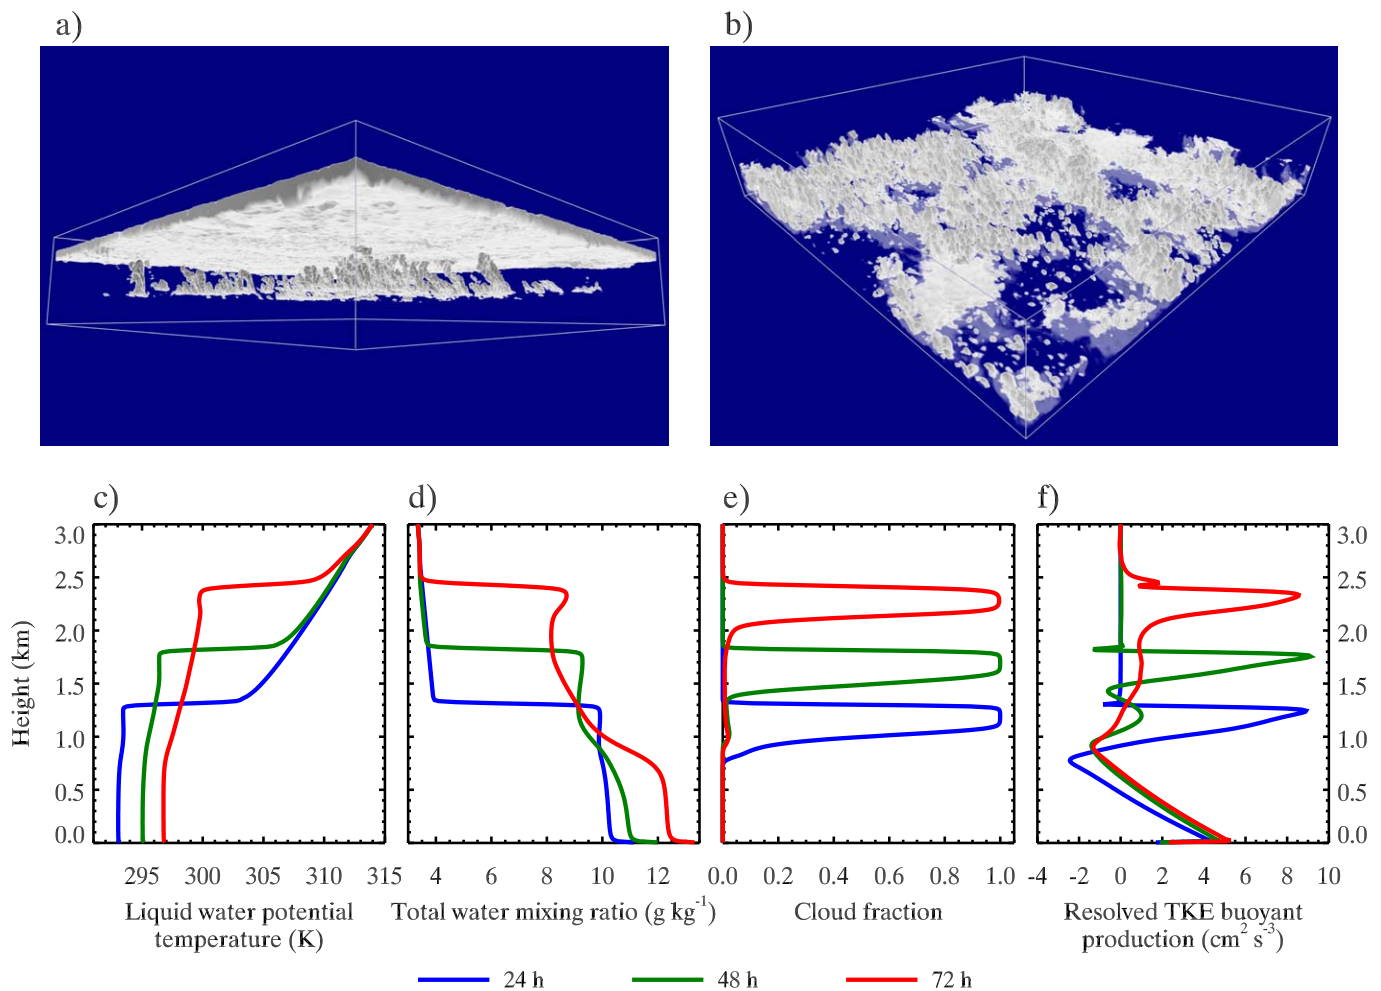 a)
b)
c)
d)
e)
f)
3.0
2.5
2.0
1.5
1.0
0.5
0.0
Height (km)
3.0
2.5
2.0
1.5
1.0
0.5
0.0
295 300 305 310 315
4 6 8 10 12
0.0 0.2 0.4 0.6 0.8 1.0
-4 -2 0 2 4 6 8 10
Liquid water potential
temperature (K)
Total water mixing ratio (g kg⁻¹)
Cloud fraction
Resolved TKE buoyant
production (cm² s⁻³)
24 h
48 h
72 h